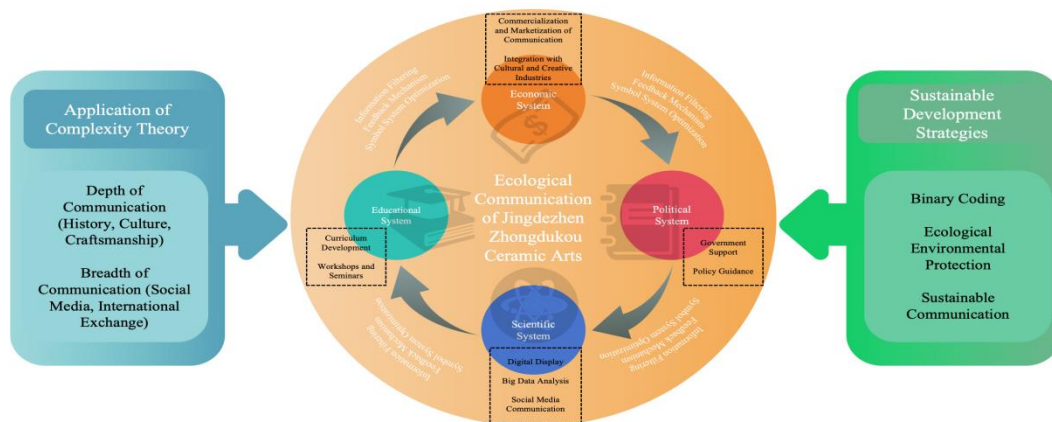 Application of
Complexity Theory
Depth of
Communication
(History, Culture,
Craftsmanship)
Breadth of
Communication (Social
Media, International
Exchange)
Commercialization
and Marketization of
Communication
Integration with
Cultural and Creative
Industries
Economic
System
Information Filtering
Feedback Mechanism
Symbol System Optimization
Information Filtering
Feedback Mechanism
Symbol System Optimization
Ecological
Communication
of Jingdezhen
Zhongdukou
Ceramic Arts
Educational
System
Curriculum
Development
Workshops and
Seminars
Political
System
Government
Support
Policy Guidance
Information Filtering
Feedback Mechanism
Symbol System Optimization
Information Filtering
Feedback Mechanism
Symbol System Optimization
Scientific
System
Digital Display
Big Data Analysis
Social Media
Communication
Sustainable
Development
Strategies
Binary Coding
Ecological
Environmental
Protection
Sustainable
Communication